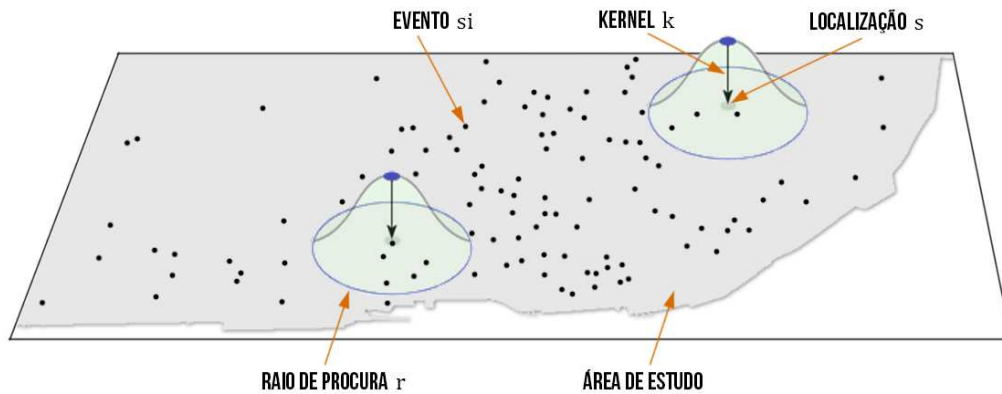 EVENTO si
KERNEL k
LOCALIZAÇÃO s
RAIO DE PROCURA r
ÁREA DE ESTUDO